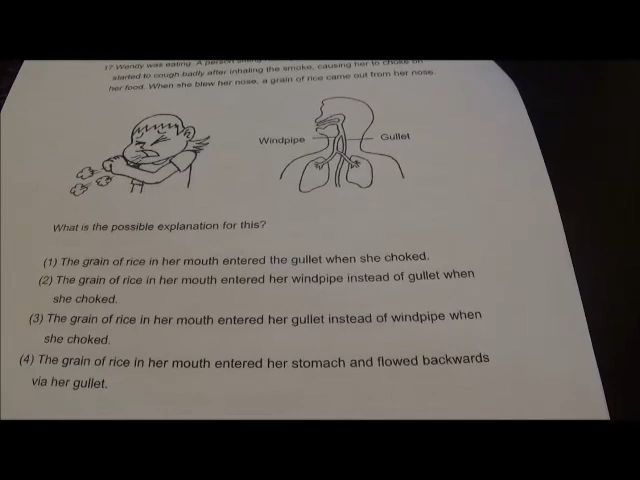 17 Wendy was eating. A person sitting
started to cough badly after inhaling the smoke, causing her to choke on
her food. When she blew her nose, a grain of rice came out from her nose.
Windpipe Gullet
What is the possible explanation for this?
(1) The grain of rice in her mouth entered the gullet when she choked.
(2) The grain of rice in her mouth entered her windpipe instead of gullet when
she choked.
(3) The grain of rice in her mouth entered her gullet instead of windpipe when
she choked.
(4) The grain of rice in her mouth entered her stomach and flowed backwards
via her gullet.